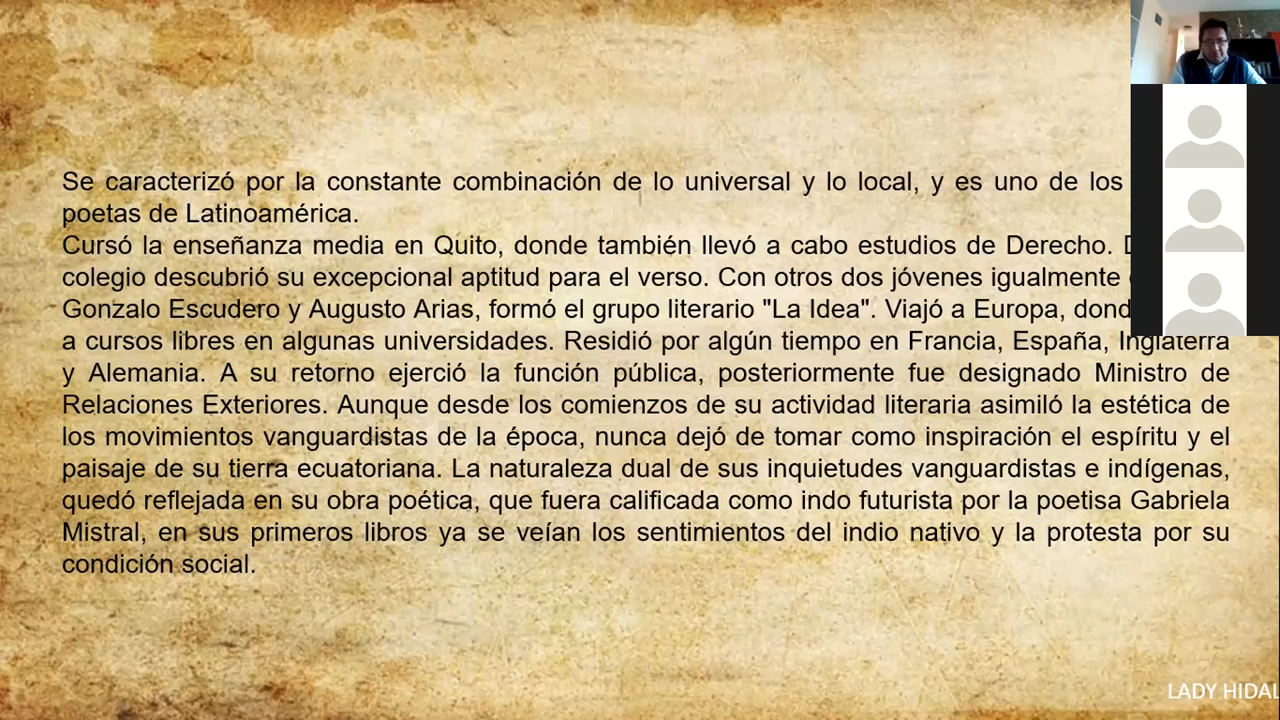 Se caracterizó por la constante combinación de lo universal y lo local, y es uno de los
poetas de Latinoamérica.
Cursó la enseñanza media en Quito, donde también llevó a cabo estudios de Derecho.
colegio descubrió su excepcional aptitud para el verso. Con otros dos jóvenes igualmente
Gonzalo Escudero y Augusto Arias, formó el grupo literario "La Idea". Viajó a Europa,
a cursos libres en algunas universidades. Residió por algún tiempo en Francia, España, Inglaterra
y Alemania. A su retorno ejerció la función pública, posteriormente fue designado Ministro de
Relaciones Exteriores. Aunque desde los comienzos de su actividad literaria asimiló la estética de
los movimientos vanguardistas de la época, nunca dejó de tomar como inspiración el espíritu y el
paisaje de su tierra ecuatoriana. La naturaleza dual de sus inquietudes vanguardistas e indígenas,
quedó reflejada en su obra poética, que fuera calificada como indo futurista por la poetisa Gabriela
Mistral, en sus primeros libros ya se veían los sentimientos del indio nativo y la protesta por su
condición social.
LADY HIDAL